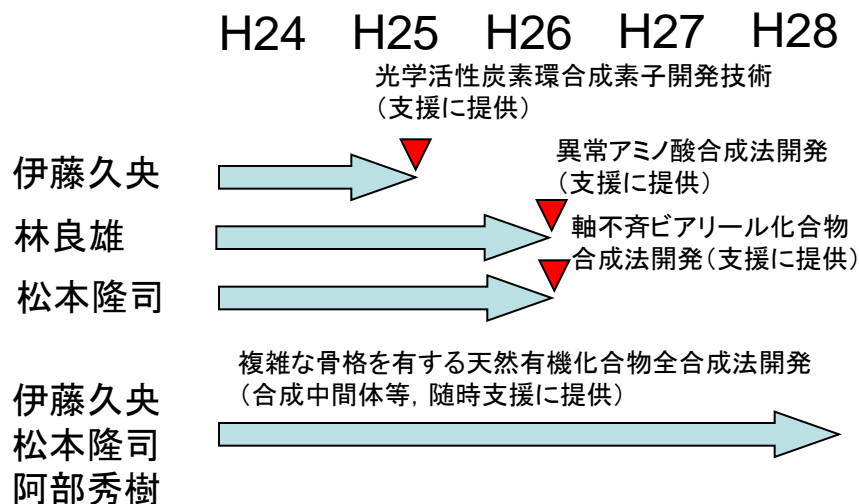 H24 H25 H26 H27 H28
光学活性炭素環合成素子開発技術
(支援に提供)
伊藤久央
異常アミノ酸合成法開発
(支援に提供)
林良雄
軸不斉ビアリール化合物
合成法開発(支援に提供)
松本隆司
複雑な骨格を有する天然有機化合物全合成法開発
(合成中間体等, 随時支援に提供)
伊藤久央
松本隆司
阿部秀樹